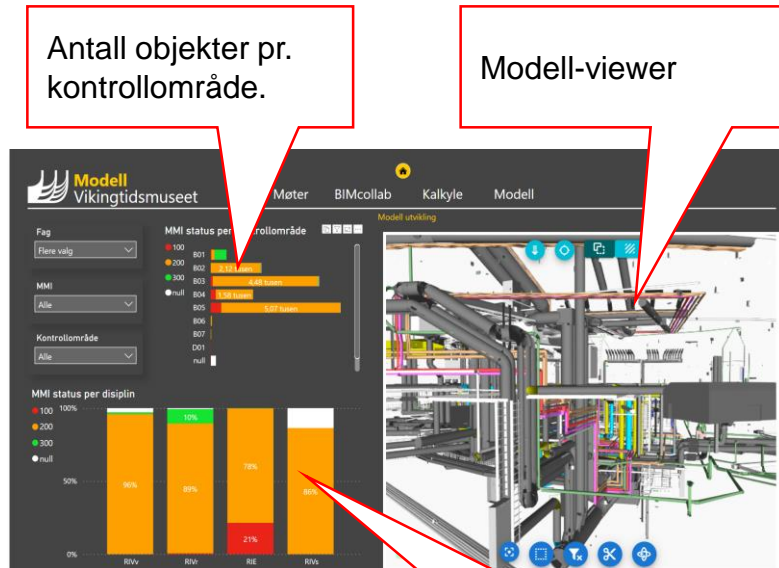 Antall objekter pr.
kontrollområde.
Modell-viewer
Modell
Vikingtidsmuseet
Møter
BIMcollab
Kalkyle
Modell
Modell utvikling
Fag
Flere valg
MMI
Alle
Kontrollområde
Alle
MMI status per
ollområde
100
200
300
null
B01
B02
2,12 tusen
B03
4,48 tusen
B04
1,58 tusen
B05
5,07 tusen
B06
B07
D01
null
MMI status per disiplin
100
200
300
null
100%
50%
0%
96%
10%
89%
78%
21%
86%
RIVv
RIVr
RIE
RIVs